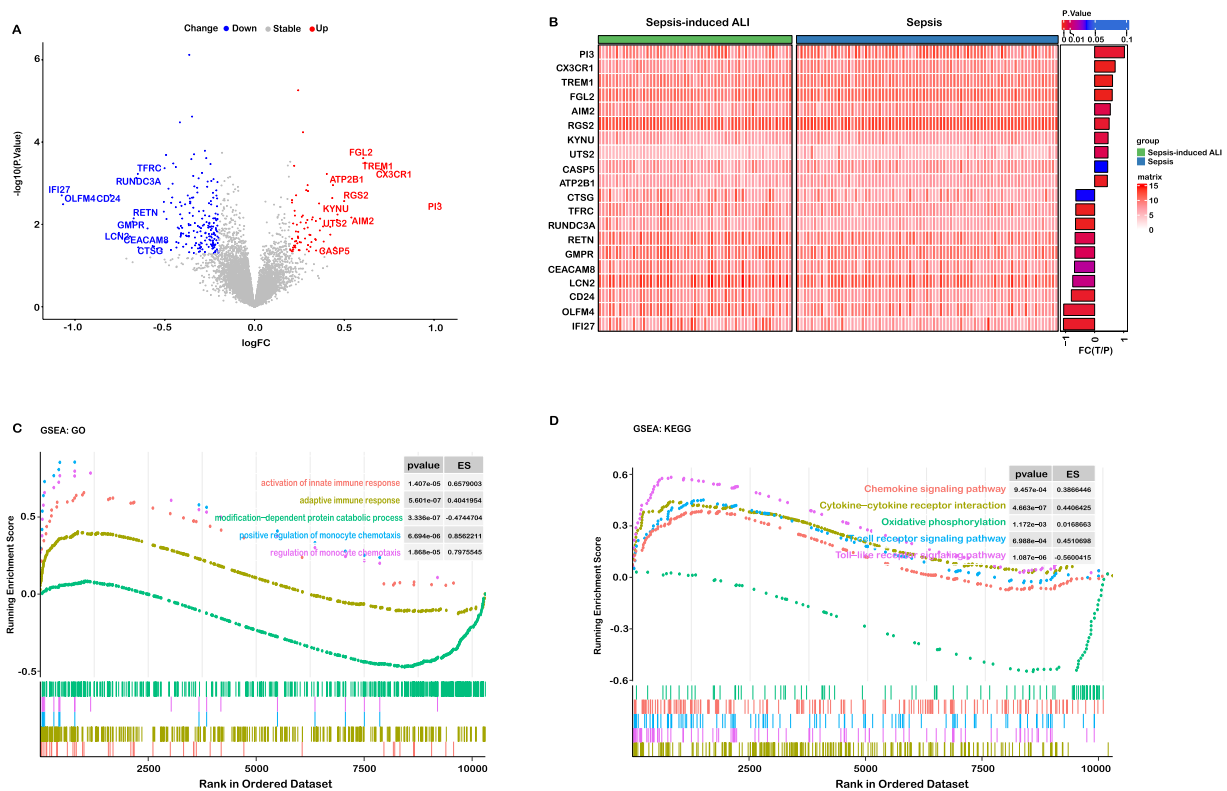 A
Change Down Stable Up
-log10(P.Value)
6
4
2
0
FGL2
TREM1
CX3CR1
TFRC
RUNDC3A
ATP2B1
IFI27
OLFM4 CD24
RGS2
PI3
RETN
KYNU
GMPR
UTS2 AIM2
LCN2
CEACAM8
CTSG
CASP5
-1.0 -0.5 0.0 0.5 1.0
logFC
B
Sepsis-induced ALI Sepsis
P.Value
0 0.01 0.05 0.1
PI3
CX3CR1
TREM1
FGL2
AIM2
RGS2
KYNU
UTS2
CASP5
ATP2B1
CTSG
TFRC
RUNDC3A
RETN
GMPR
CEACAM8
LCN2
CD24
OLFM4
IFI27
-1 0 1
FC(T/P)
group
Sepsis-induced ALI
Sepsis
matrix
15
10
5
0
C
GSEA: GO
Running Enrichment Score
0.5
0.0
-0.5
pvalue ES
activation of innate immune response 1.407e-05 0.6579003
adaptive immune response 5.601e-07 0.4041954
modification-dependent protein catabolic process 3.336e-07 -0.4744704
positive regulation of monocyte chemotaxis 6.694e-06 0.8562211
regulation of monocyte chemotaxis 1.868e-05 0.7975545
2500 5000 7500 10000
Rank in Ordered Dataset
D
GSEA: KEGG
Running Enrichment Score
0.6
0.3
0.0
-0.3
-0.6
pvalue ES
Chemokine signaling pathway 9.457e-04 0.3866446
Cytokine-cytokine receptor interaction 4.663e-07 0.4406425
Oxidative phosphorylation 1.172e-03 0.0168663
cell receptor signaling pathway 6.988e-04 0.4510698
Toll-like receptor signaling pathway 1.087e-06 -0.5600415
2500 5000 7500 10000
Rank in Ordered Dataset